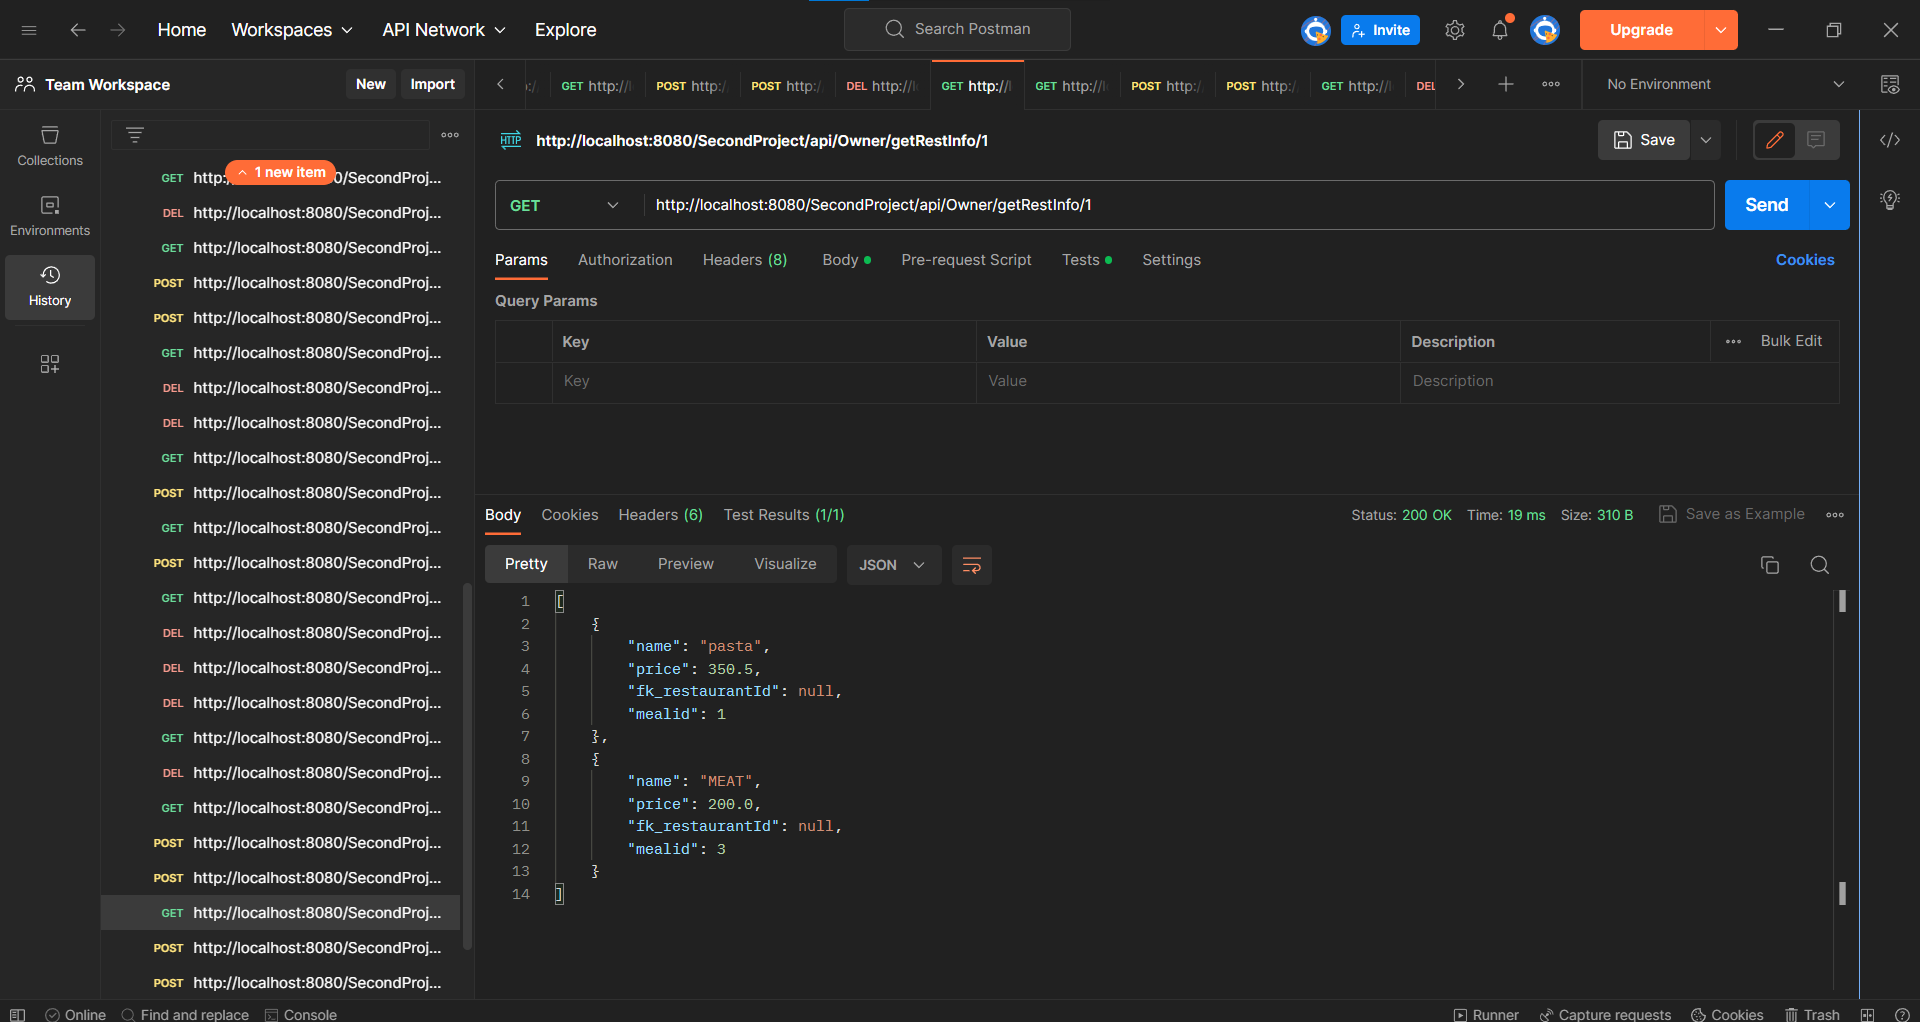 Home Workspaces API Network Explore Search Postman Invite Upgrade
Team Workspace New Import
GET http://l POST http:/ POST http:/ DEL http://l GET http://l GET http://l POST http:/ POST http:/ GET http://l DEL No Environment
Collections
Environments
History
1 new item
GET http:/ 0/SecondProj...
DEL http://localhost:8080/SecondProj...
GET http://localhost:8080/SecondProj...
POST http://localhost:8080/SecondProj...
POST http://localhost:8080/SecondProj...
GET http://localhost:8080/SecondProj...
DEL http://localhost:8080/SecondProj...
DEL http://localhost:8080/SecondProj...
GET http://localhost:8080/SecondProj...
POST http://localhost:8080/SecondProj...
GET http://localhost:8080/SecondProj...
POST http://localhost:8080/SecondProj...
GET http://localhost:8080/SecondProj...
DEL http://localhost:8080/SecondProj...
DEL http://localhost:8080/SecondProj...
DEL http://localhost:8080/SecondProj...
GET http://localhost:8080/SecondProj...
DEL http://localhost:8080/SecondProj...
GET http://localhost:8080/SecondProj...
POST http://localhost:8080/SecondProj...
POST http://localhost:8080/SecondProj...
GET http://localhost:8080/SecondProj...
POST http://localhost:8080/SecondProj...
POST http://localhost:8080/SecondProj...
HTTP http://localhost:8080/SecondProject/api/Owner/getRestInfo/1 Save
GET http://localhost:8080/SecondProject/api/Owner/getRestInfo/1 Send
Params Authorization Headers (8) Body Pre-request Script Tests Settings Cookies
Query Params
Key Value Description Bulk Edit
Key Value Description
Body Cookies Headers (6) Test Results (1/1) Status: 200 OK Time: 19 ms Size: 310 B Save as Example
Pretty Raw Preview Visualize JSON
1 [
2 {
3 "name": "pasta",
4 "price": 350.5,
5 "fk_restaurantId": null,
6 "mealid": 1
7 },
8 {
9 "name": "MEAT",
10 "price": 200.0,
11 "fk_restaurantId": null,
12 "mealid": 3
13 }
14 ]
Online Find and replace Console Runner Capture requests Cookies Trash